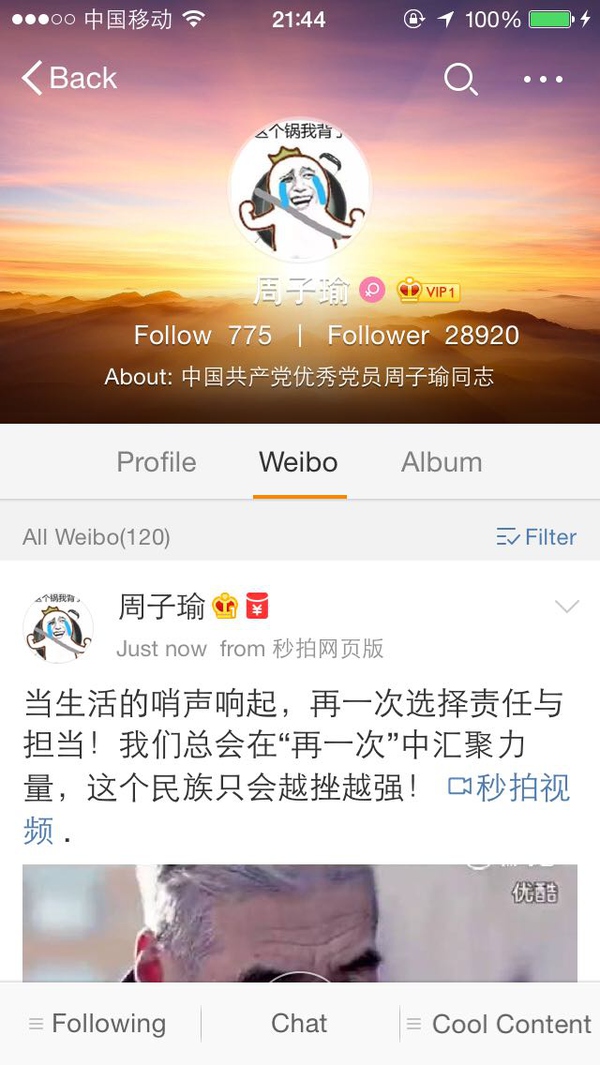 中国移动 21:44 100%
Back
这个锅我背了
周子瑜 VIP 1
Follow 775 | Follower 28920
About: 中国共产党优秀党员周子瑜同志
Profile Weibo Album
All Weibo(120) Filter
这个锅我背
周子瑜
Just now from 秒拍网页版
当生活的哨声响起，再一次选择责任与
担当！我们总会在“再一次”中汇聚力
量，这个民族只会越挫越强！ 秒拍视
频 .
优酷
Following Chat Cool Content